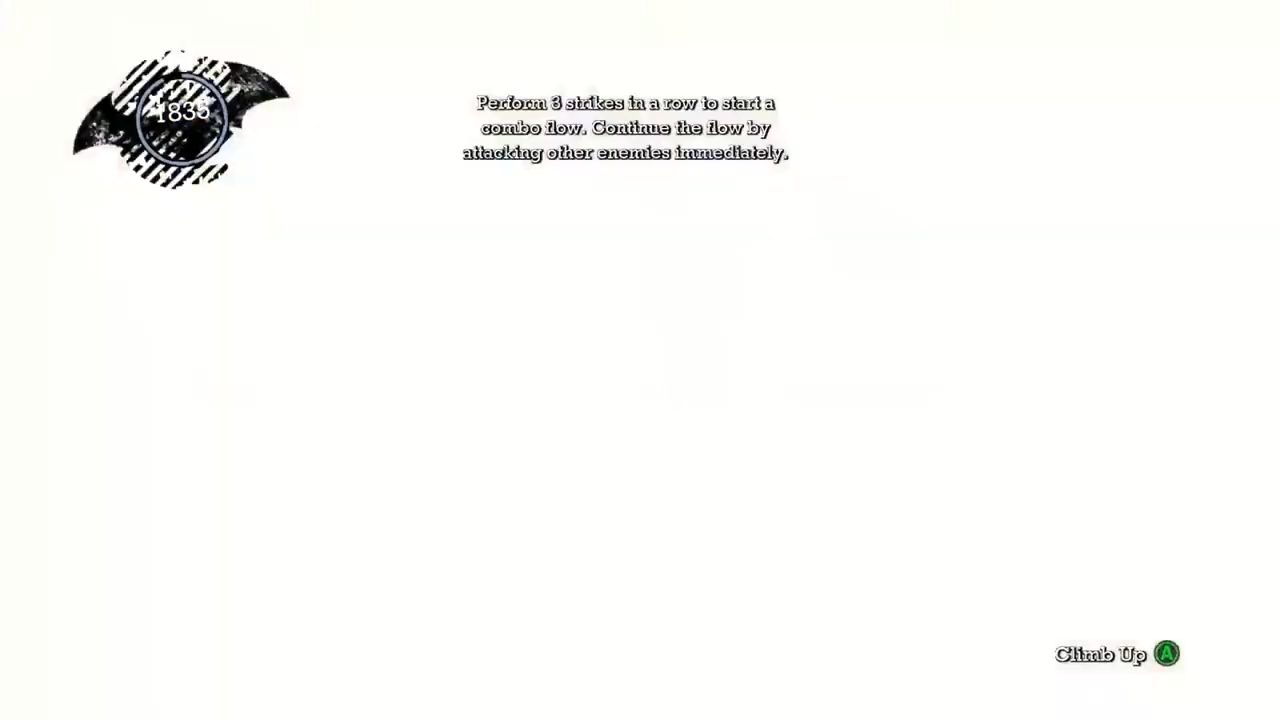 1835
Perform 3 strikes in a row to start a
combo flow. Continue the flow by
attacking other enemies immediately.
Climb Up A